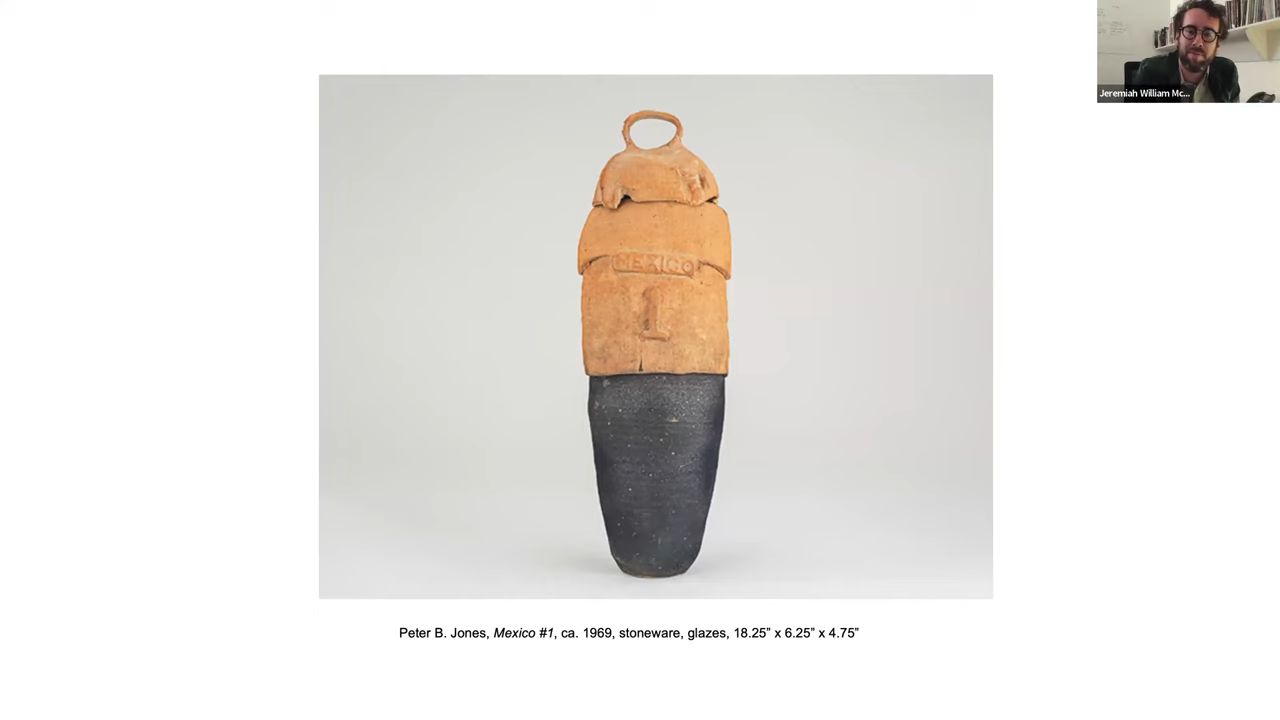 Jeremiah William Mc...
MEXICO
1
Peter B. Jones, Mexico #1, ca. 1969, stoneware, glazes, 18.25” x 6.25” x 4.75”